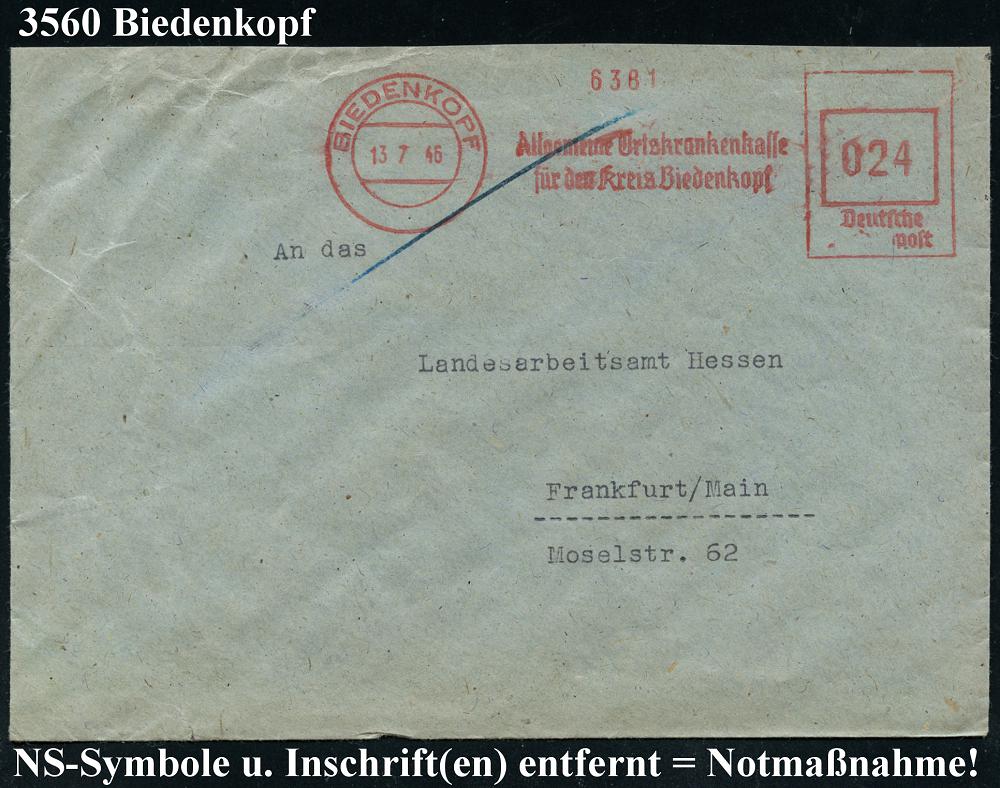 3560 Biedenkopf
6381
BIEDENKOPF
13 7 46
Allgemeine Ortskrankenkasse
für den Kreis Biedenkopf
024
Deutsche
Post
An das
Landesarbeitsamt Hessen
Frankfurt/Main
------------------
Moselstr. 62
NS-Symbole u. Inschrift(en) entfernt = Notmaßnahme!